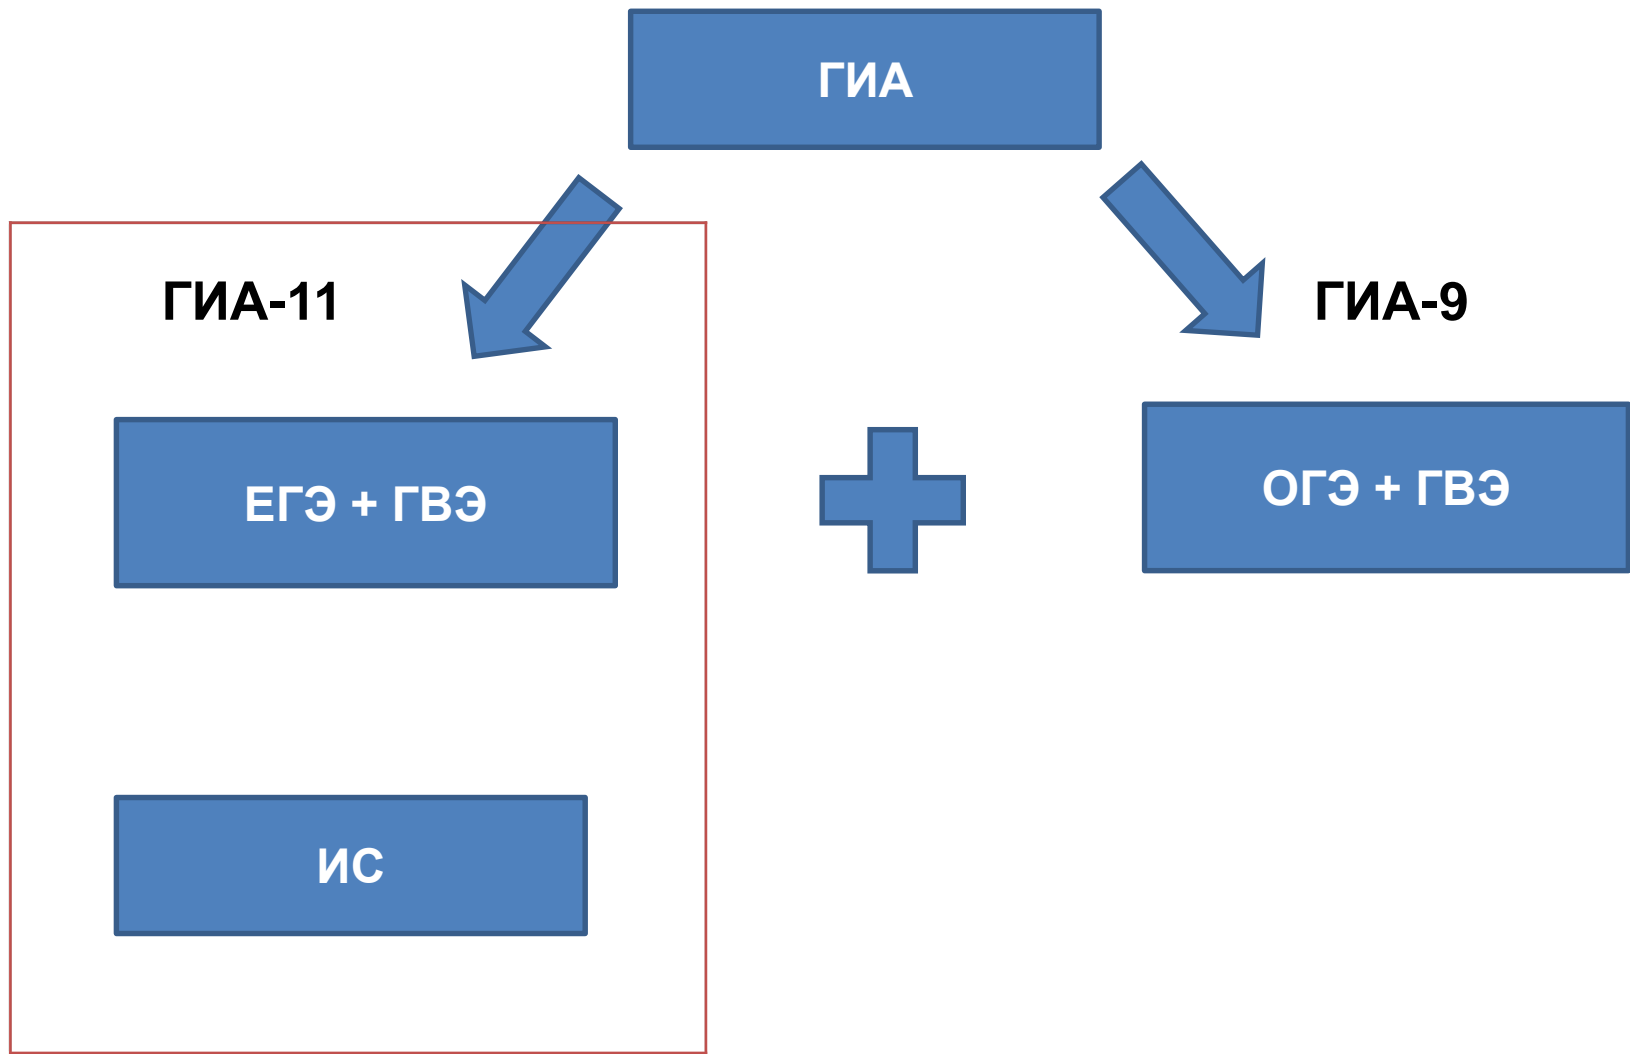 ГИА
ГИА-11
ГИА-9
ЕГЭ + ГВЭ
ОГЭ + ГВЭ
ИС